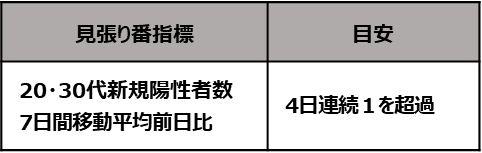 見張り番指標
目安
20･30代新規陽性者数
7日間移動平均前日比
4日連続１を超過